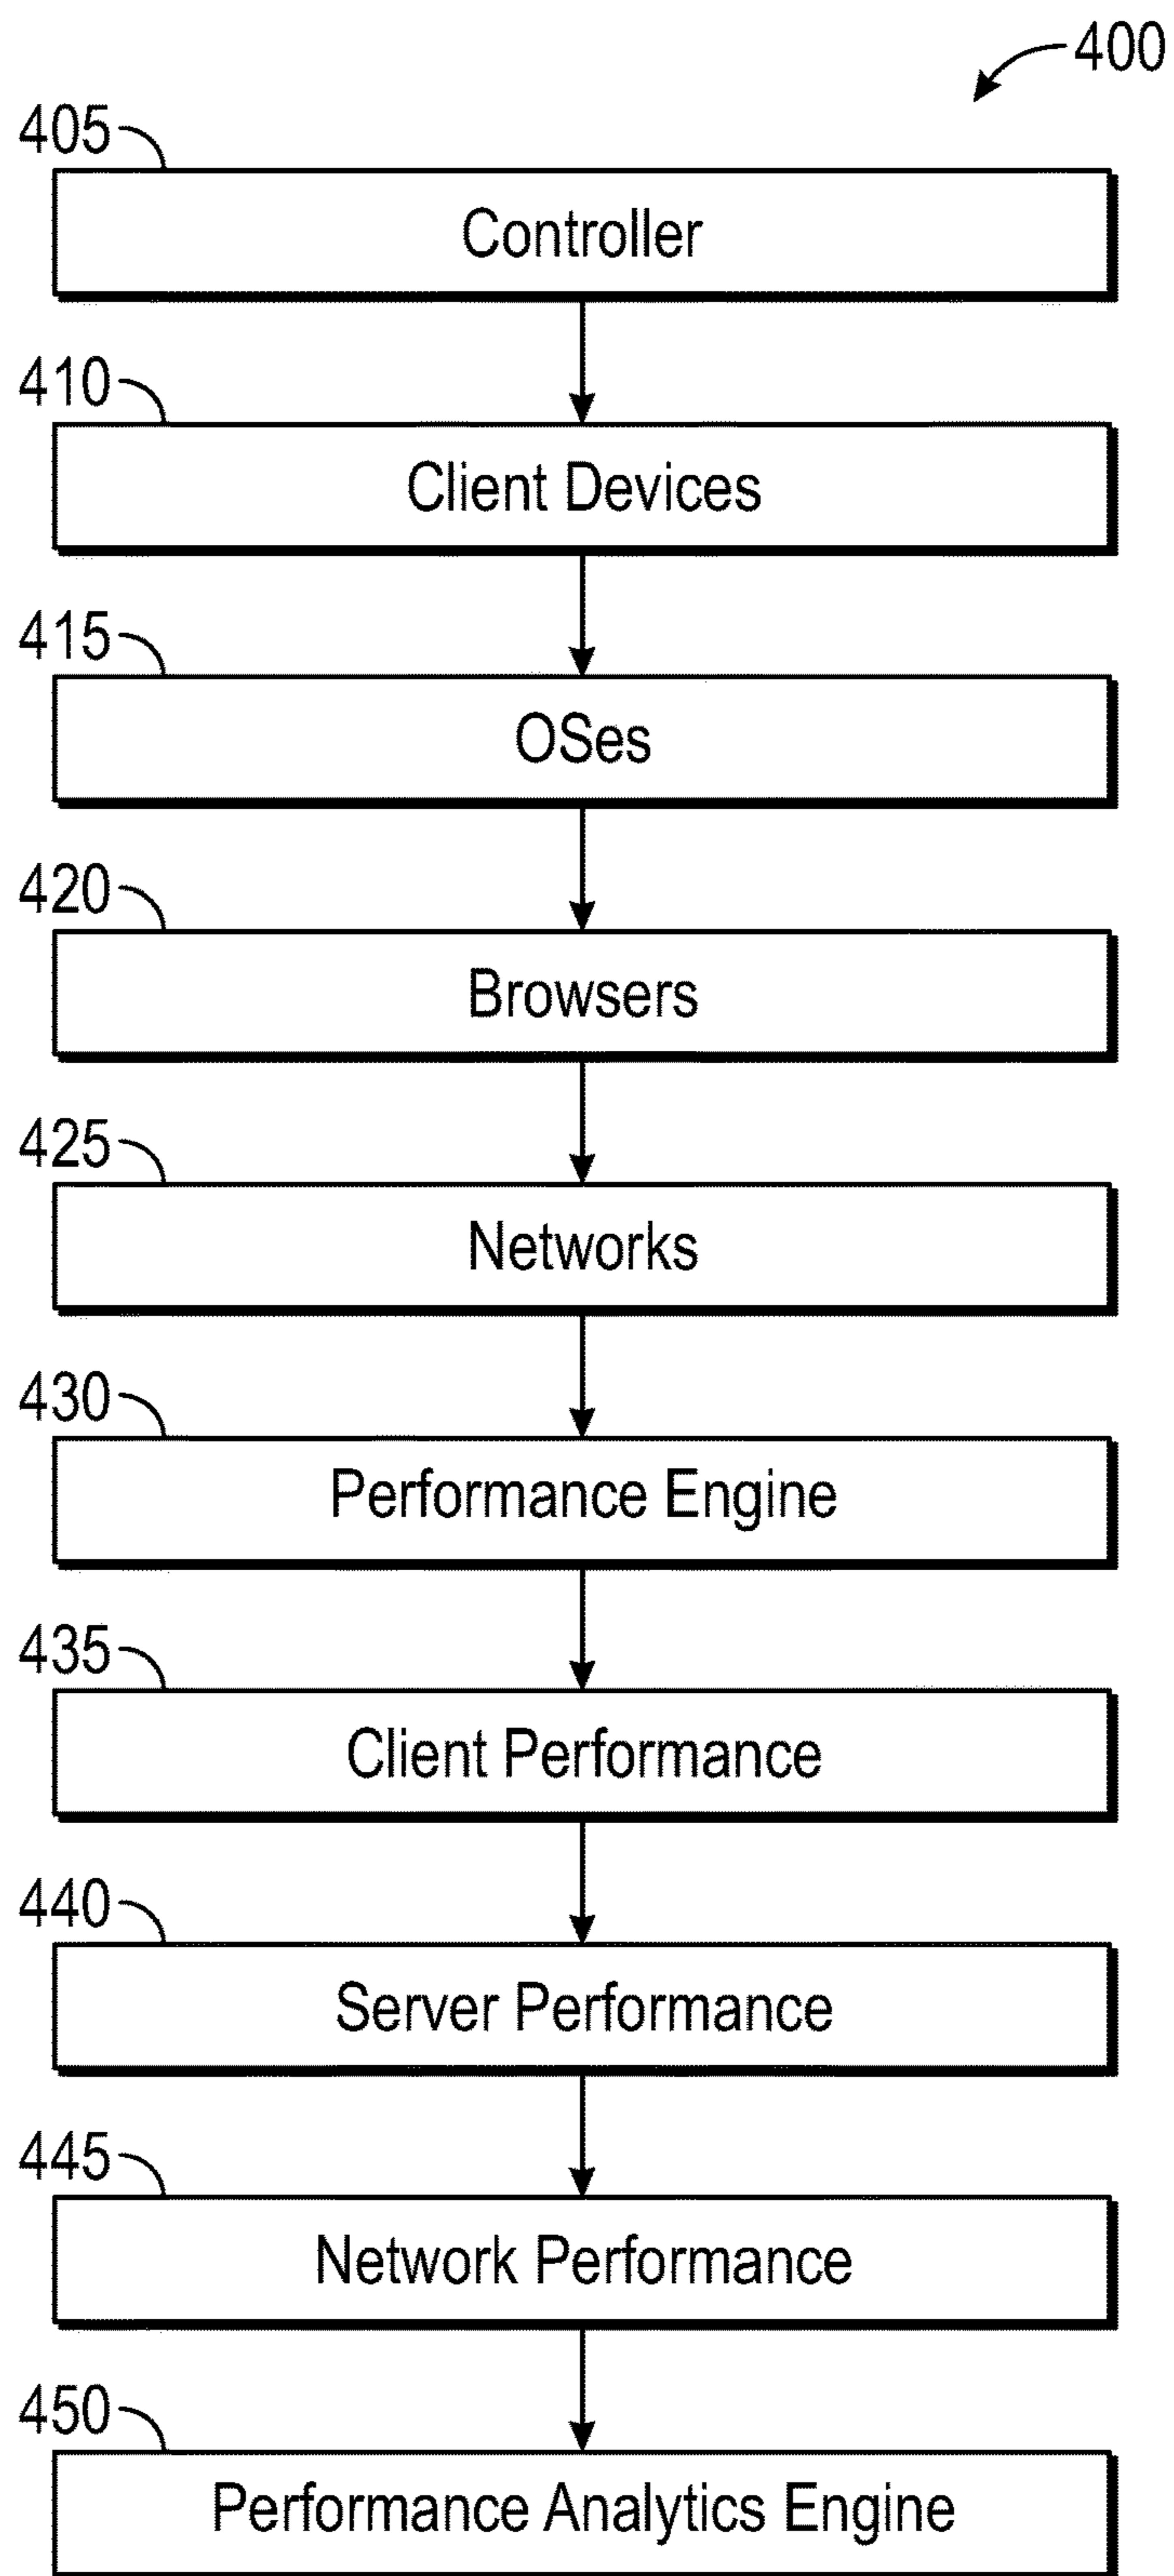 400
405
Controller
410
Client Devices
415
OSes
420
Browsers
425
Networks
430
Performance Engine
435
Client Performance
440
Server Performance
445
Network Performance
450
Performance Analytics Engine